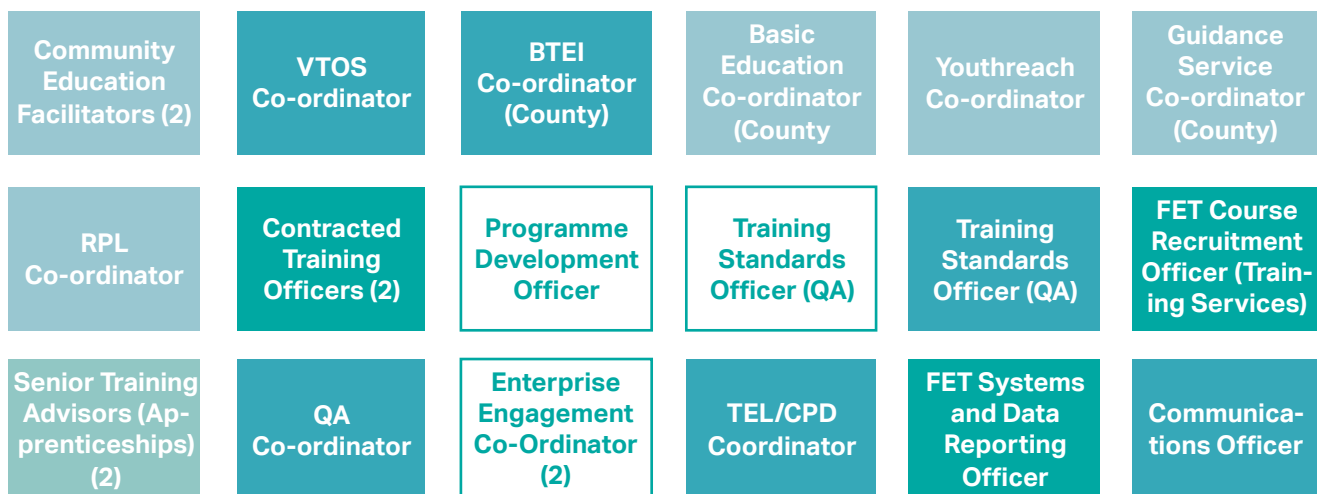 Community
Education
Facilitators (2)
VTOS
Co-ordinator
BTEI
Co-ordinator
(County)
Basic
Education
Co-ordinator
(County
Youthreach
Co-ordinator
Guidance
Service
Co-ordinator
(County)
RPL
Co-ordinator
Contracted
Training
Officers (2)
Programme
Development
Officer
Training
Standards
Officer (QA)
Training
Standards
Officer (QA)
FET Course
Recruitment
Officer (Train-
ing Services)
Senior Training
Advisors (Ap-
prenticeships)
(2)
QA
Co-ordinator
Enterprise
Engagement
Co-Ordinator
(2)
TEL/CPD
Coordinator
FET Systems
and Data
Reporting
Officer
Communica-
tions Officer